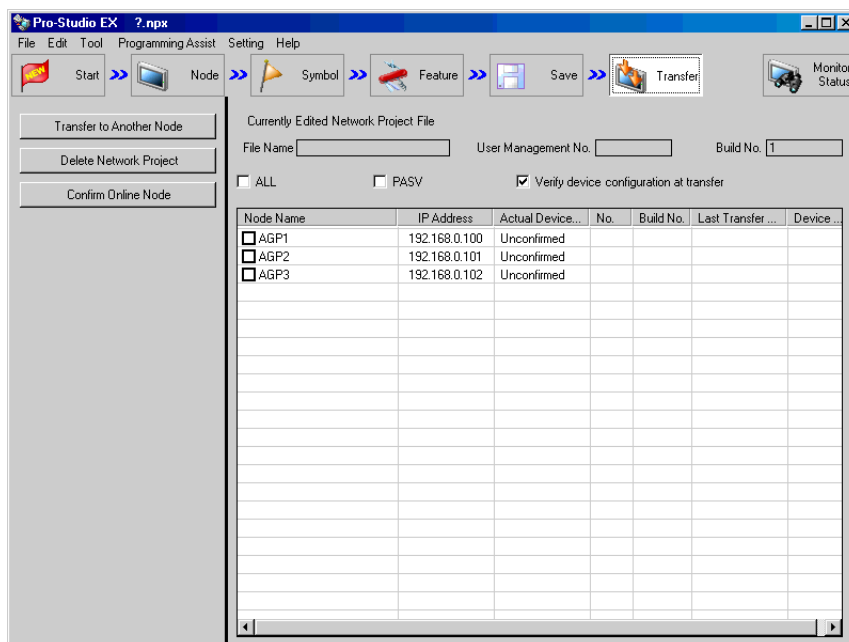 Pro-Studio EX ?.npx
File Edit Tool Programming Assist Setting Help
NEW Start Node Symbol Feature Save Transfer Monitor Status
Transfer to Another Node
Delete Network Project
Confirm Online Node
Currently Edited Network Project File
File Name User Management No. Build No. 1
ALL PASV Verify device configuration at transfer
Node Name IP Address Actual Device... No. Build No. Last Transfer ... Device ...
AGP1 192.168.0.100 Unconfirmed
AGP2 192.168.0.101 Unconfirmed
AGP3 192.168.0.102 Unconfirmed